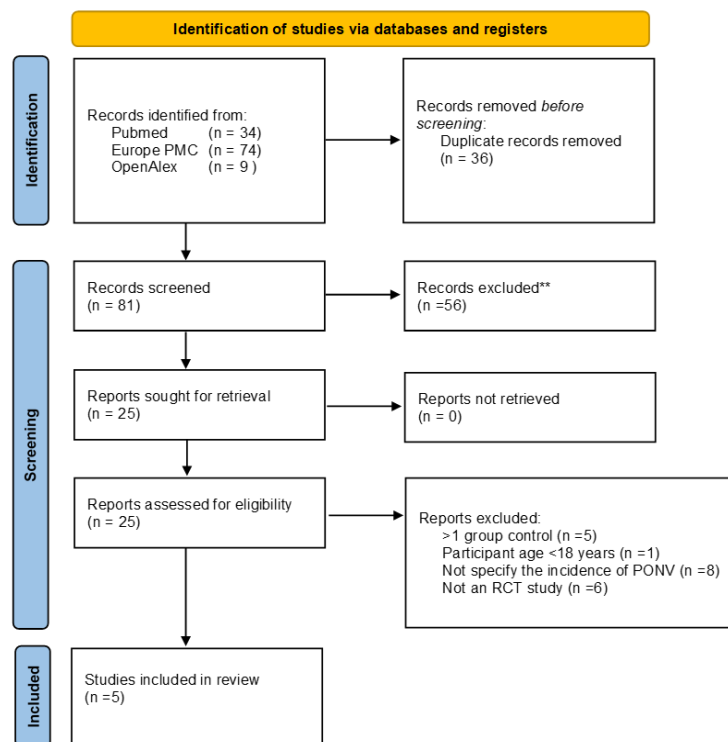 Identification of studies via databases and registers
Identification
Records identified from:
Pubmed (n = 34)
Europe PMC (n = 74)
OpenAlex (n = 9 )
Records removed before
screening:
Duplicate records removed
(n = 36)
Screening
Records screened
(n = 81)
Records excluded**
(n =56)
Reports sought for retrieval
(n = 25)
Reports not retrieved
(n = 0)
Reports assessed for eligibility
(n = 25)
Reports excluded:
>1 group control (n =5)
Participant age <18 years (n =1)
Not specify the incidence of PONV (n =8)
Not an RCT study (n =6)
Included
Studies included in review
(n =5)